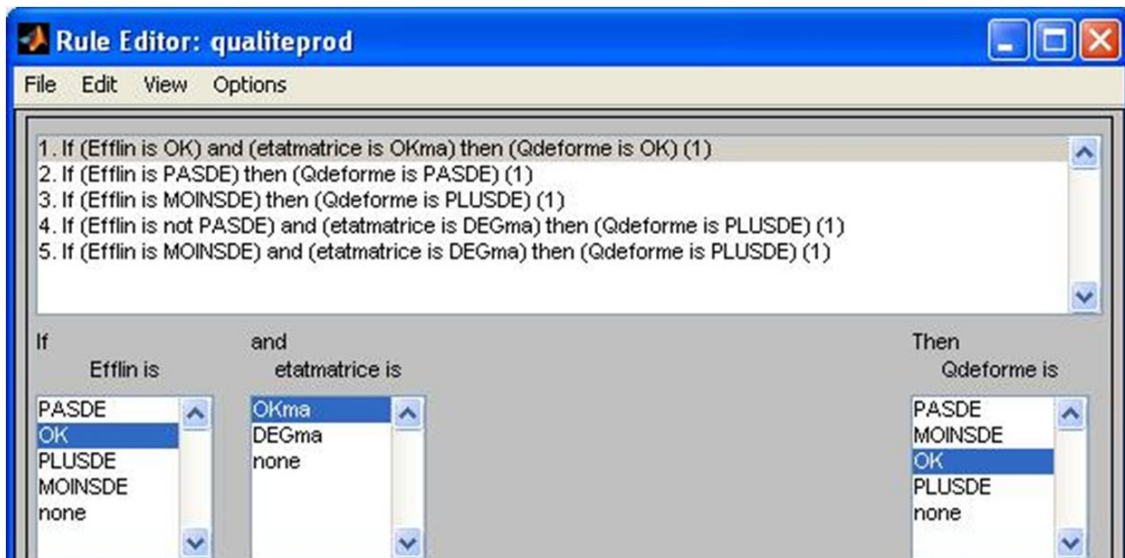 Rule Editor: qualiteprod
File Edit View Options
1. If (Efflin is OK) and (etatmatrice is OKma) then (Qdeforme is OK) (1)
2. If (Efflin is PASDE) then (Qdeforme is PASDE) (1)
3. If (Efflin is MOINSDE) then (Qdeforme is PLUSDE) (1)
4. If (Efflin is not PASDE) and (etatmatrice is DEGma) then (Qdeforme is PLUSDE) (1)
5. If (Efflin is MOINSDE) and (etatmatrice is DEGma) then (Qdeforme is PLUSDE) (1)
If
Efflin is
PASDE
OK
PLUSDE
MOINSDE
none
and
etatmatrice is
OKma
DEGma
none
Then
Qdeforme is
PASDE
MOINSDE
OK
PLUSDE
none